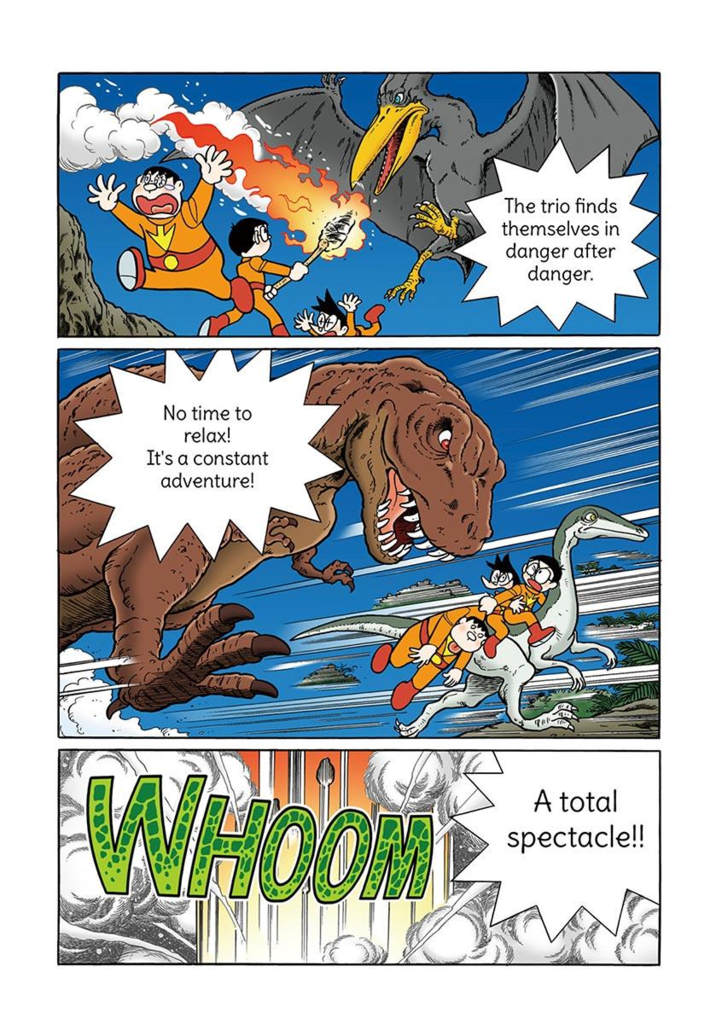 The trio finds
themselves in
danger after
danger.
No time to
relax!
It's a constant
adventure!
WHOOM
A total
spectacle!!